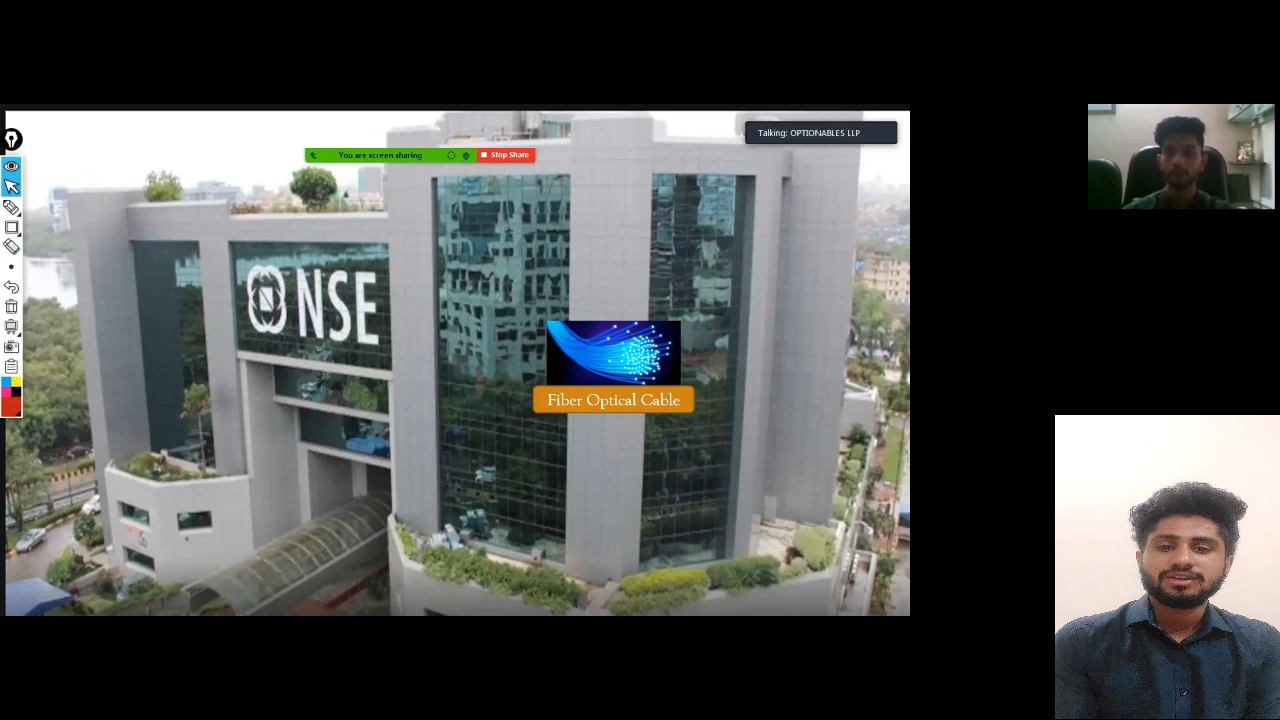 Talking: OPTIONABLES LLP
You are screen sharing
Stop Share
NSE
Fiber Optical Cable